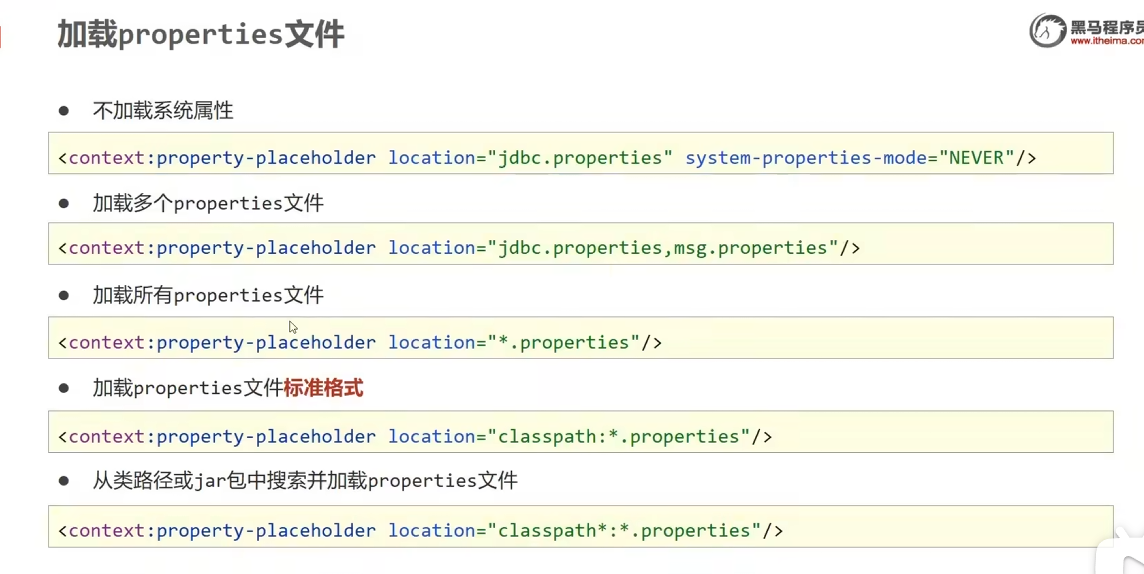 加载properties文件
黑马程序员
www.itheima.com
● 不加载系统属性
<context:property-placeholder location="jdbc.properties" system-properties-mode="NEVER"/>
● 加载多个properties文件
<context:property-placeholder location="jdbc.properties,msg.properties"/>
● 加载所有properties文件
<context:property-placeholder location="*.properties"/>
● 加载properties文件标准格式
<context:property-placeholder location="classpath:*.properties"/>
● 从类路径或jar包中搜索并加载properties文件
<context:property-placeholder location="classpath*:*.properties"/>